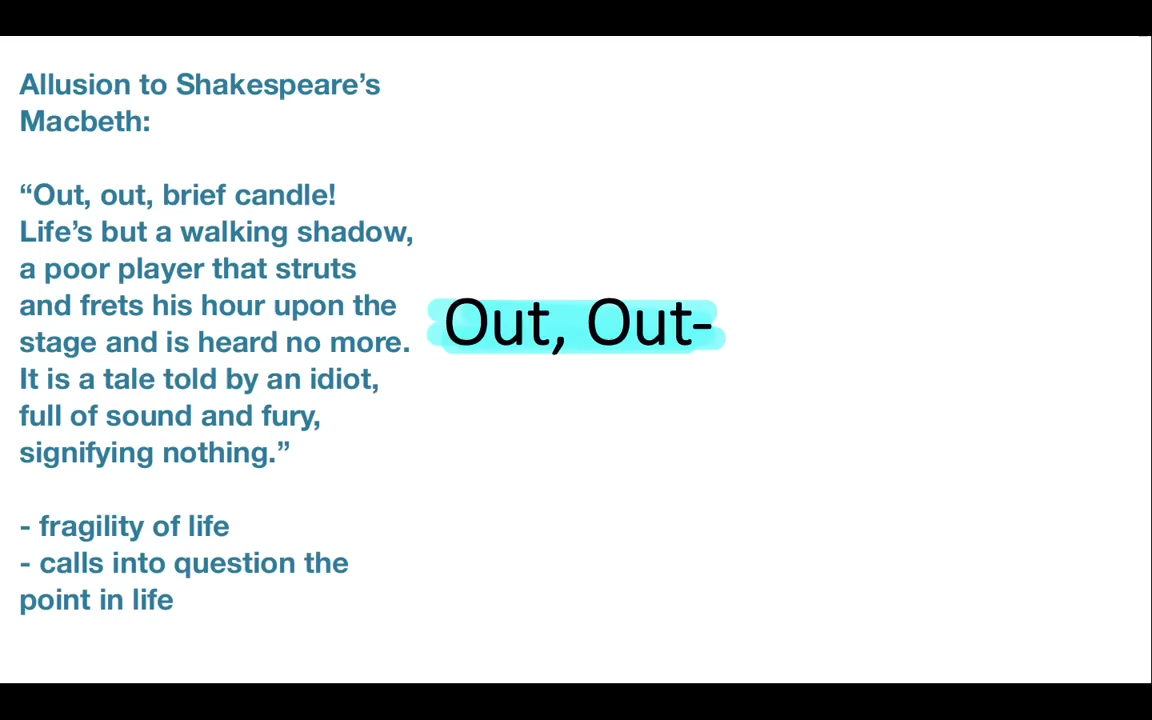 Allusion to Shakespeare’s
Macbeth:
“Out, out, brief candle!
Life’s but a walking shadow,
a poor player that struts
and frets his hour upon the
stage and is heard no more.
It is a tale told by an idiot,
full of sound and fury,
signifying nothing.”
- fragility of life
- calls into question the
point in life
Out, Out-